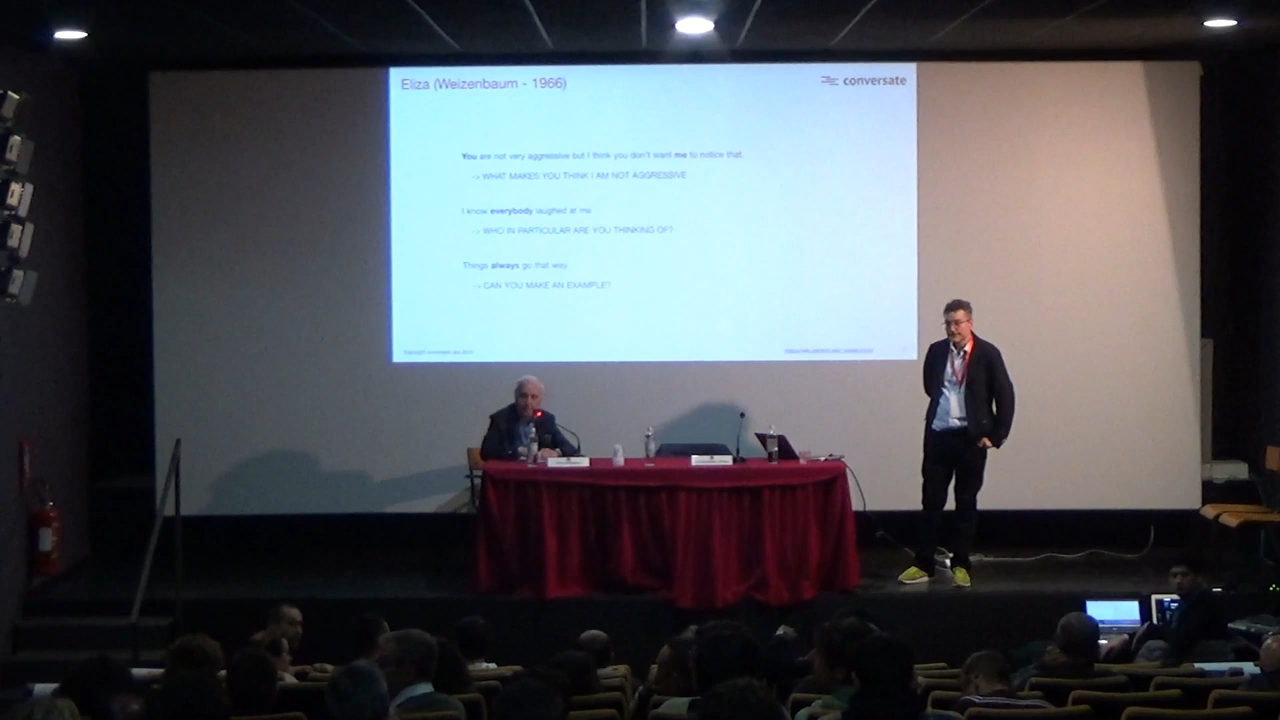 Eliza (Weizenbaum - 1966)
conversate
You are not very aggressive but I think you don't want me to notice that.
-> WHAT MAKES YOU THINK I AM NOT AGGRESSIVE
I know everybody laughed at me
-> WHO IN PARTICULAR ARE YOU THINKING OF?
Things always go that way.
-> CAN YOU MAKE AN EXAMPLE?